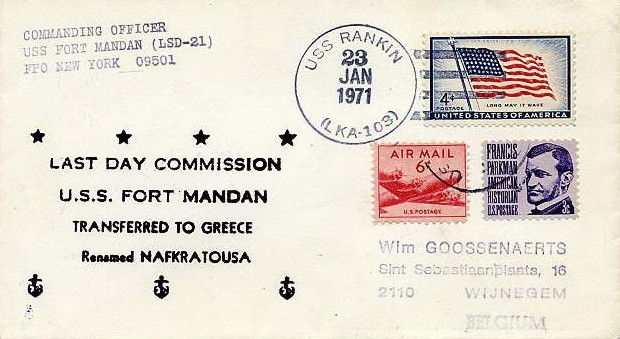 COMMANDING OFFICER
USS FORT MANDAN (LSD-21)
FPO NEW YORK 09501
USS RANKIN
23
JAN
1971
(LKA-103)
4¢
POSTAGE
LONG MAY IT WAVE
UNITED STATES OF AMERICA
LAST DAY COMMISSION
U.S.S. FORT MANDAN
TRANSFERRED TO GREECE
Renamed NAFKRATOUSA
AIR MAIL
6¢
U.S. POSTAGE
FRANCIS
PARKMAN
AMERICAN
HISTORIAN
U.S. POSTAGE
3¢
Wim GOOSSENAERTS
Sint Sebastiaanplaats, 16
2110 WIJNEGEM
BELGIUM